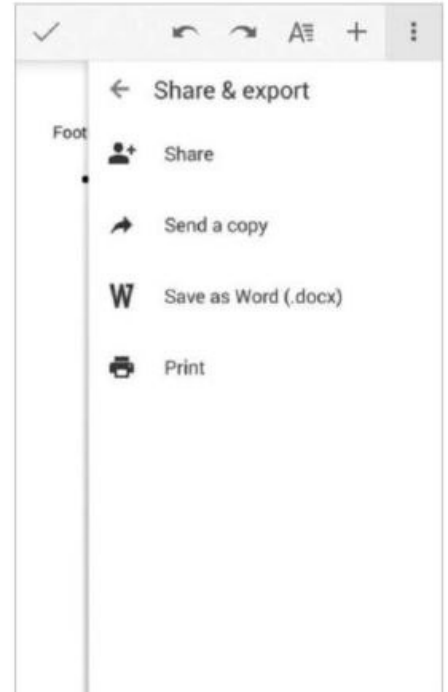 Share & export
Foot
Share
Send a copy
Save as Word (.docx)
Print